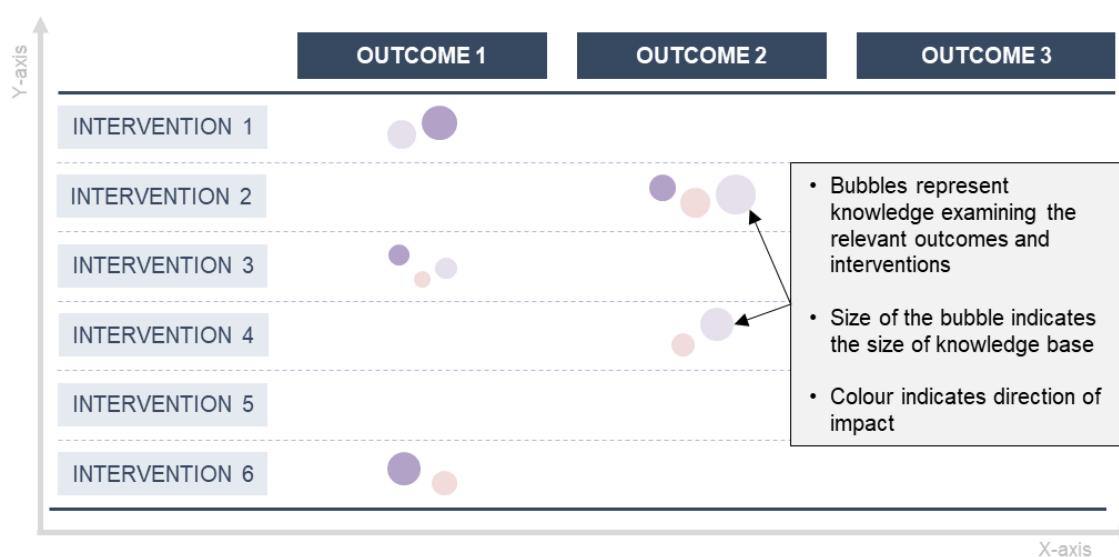 Y-axis
OUTCOME 1
OUTCOME 2
OUTCOME 3
INTERVENTION 1
INTERVENTION 2
INTERVENTION 3
INTERVENTION 4
INTERVENTION 5
INTERVENTION 6
• Bubbles represent
knowledge examining the
relevant outcomes and
interventions
• Size of the bubble indicates
the size of knowledge base
• Colour indicates direction of
impact
X-axis